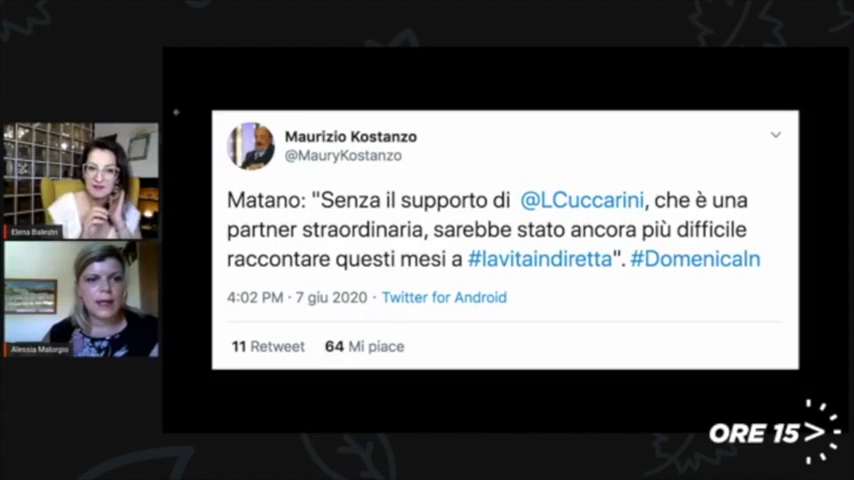 Maurizio Kostanzo
@MauryKostanzo
Matano: "Senza il supporto di @LCuccarini, che è una
partner straordinaria, sarebbe stato ancora più difficile
raccontare questi mesi a #lavitaindiretta". #DomenicaIn
4:02 PM · 7 giu 2020 · Twitter for Android
11 Retweet 64 Mi piace
Elena Balestri
Alessia Malorgio
ORE 15>